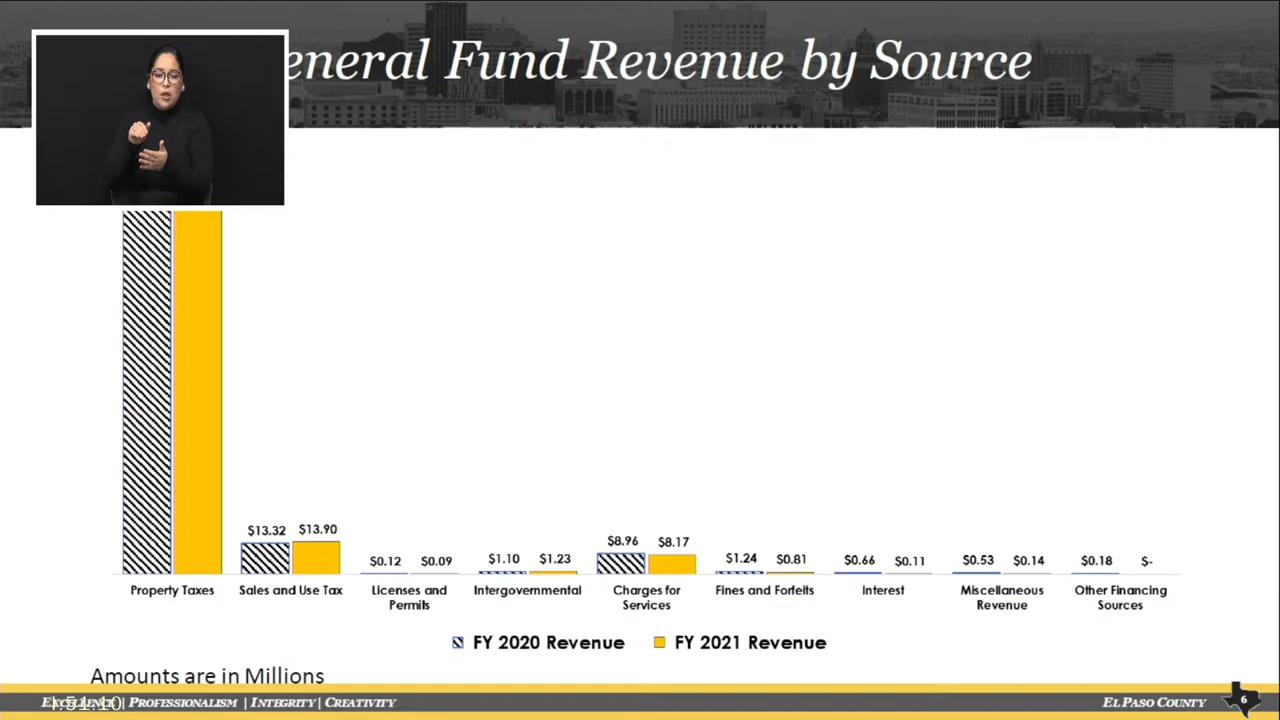 eneral Fund Revenue by Source
$13.32 $13.90
$0.12 $0.09
$1.10 $1.23
$8.96 $8.17
$1.24 $0.81
$0.66 $0.11
$0.53 $0.14
$0.18 $-
Property Taxes
Sales and Use Tax
Licenses and
Permits
Intergovernmental
Charges for
Services
Fines and Forfeits
Interest
Miscellaneous
Revenue
Other Financing
Sources
FY 2020 Revenue FY 2021 Revenue
Amounts are in Millions
EXCELLENCE | PROFESSIONALISM | INTEGRITY | CREATIVITY
EL PASO COUNTY 6